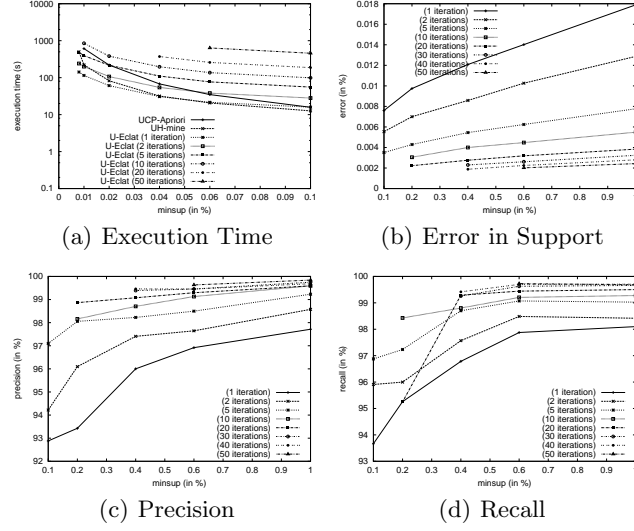 10000
1000
100
10
1
0.1
execution time (s)
0 0.01 0.02 0.03 0.04 0.05 0.06 0.07 0.08 0.09 0.1
minsup (in %)
UCP-Apriori
UH-mine
U-Eclat (1 iteration)
U-Eclat (2 iterations)
U-Eclat (5 iterations)
U-Eclat (10 iterations)
U-Eclat (20 iterations)
U-Eclat (50 iterations)
(a) Execution Time
0.018
0.016
0.014
0.012
0.01
0.008
0.006
0.004
0.002
0
error (in %)
0.1 0.2 0.3 0.4 0.5 0.6 0.7 0.8 0.9 1
minsup (in %)
(1 iteration)
(2 iterations)
(5 iterations)
(10 iterations)
(20 iterations)
(30 iterations)
(40 iterations)
(50 iterations)
(b) Error in Support
100
99
98
97
96
95
94
93
92
precision (in %)
0.1 0.2 0.3 0.4 0.5 0.6 0.7 0.8 0.9 1
minsup (in %)
(1 iteration)
(2 iterations)
(5 iterations)
(10 iterations)
(20 iterations)
(30 iterations)
(40 iterations)
(50 iterations)
(c) Precision
100
99
98
97
96
95
94
93
recall (in %)
0.1 0.2 0.3 0.4 0.5 0.6 0.7 0.8 0.9 1
minsup (in %)
(1 iteration)
(2 iterations)
(5 iterations)
(10 iterations)
(20 iterations)
(30 iterations)
(40 iterations)
(50 iterations)
(d) Recall